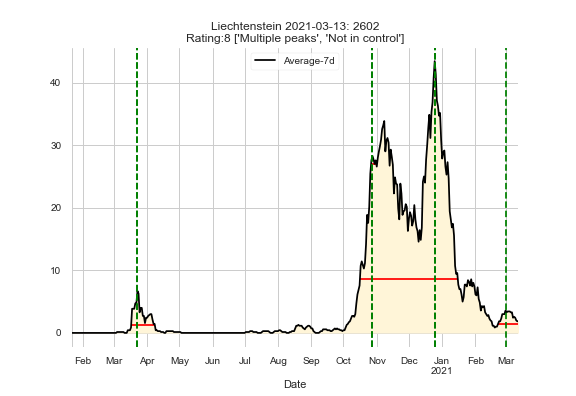 Liechtenstein 2021-03-13: 2602
Rating:8 ['Multiple peaks', 'Not in control']
Average-7d
40
30
20
10
0
Feb Mar Apr May Jun Jul Aug Sep Oct Nov Dec Jan Feb Mar
2021
Date